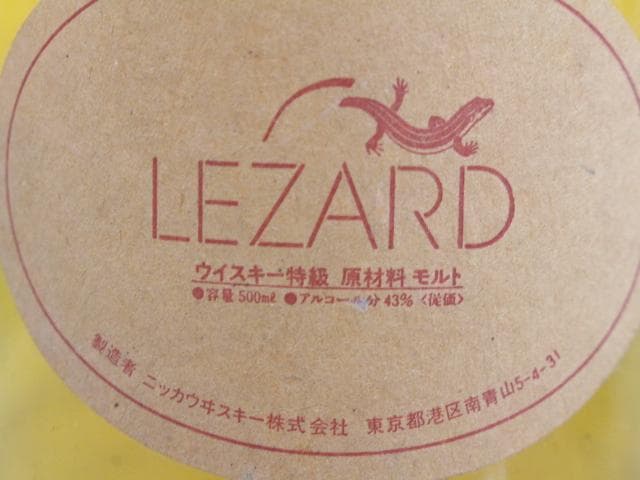 LEZARD
ウイスキー特級 原材料 モルト
●容量 500mℓ ●アルコール分 43% 〈従価〉
製造者 ニッカウヰスキー株式会社 東京都港区南青山5-4-31